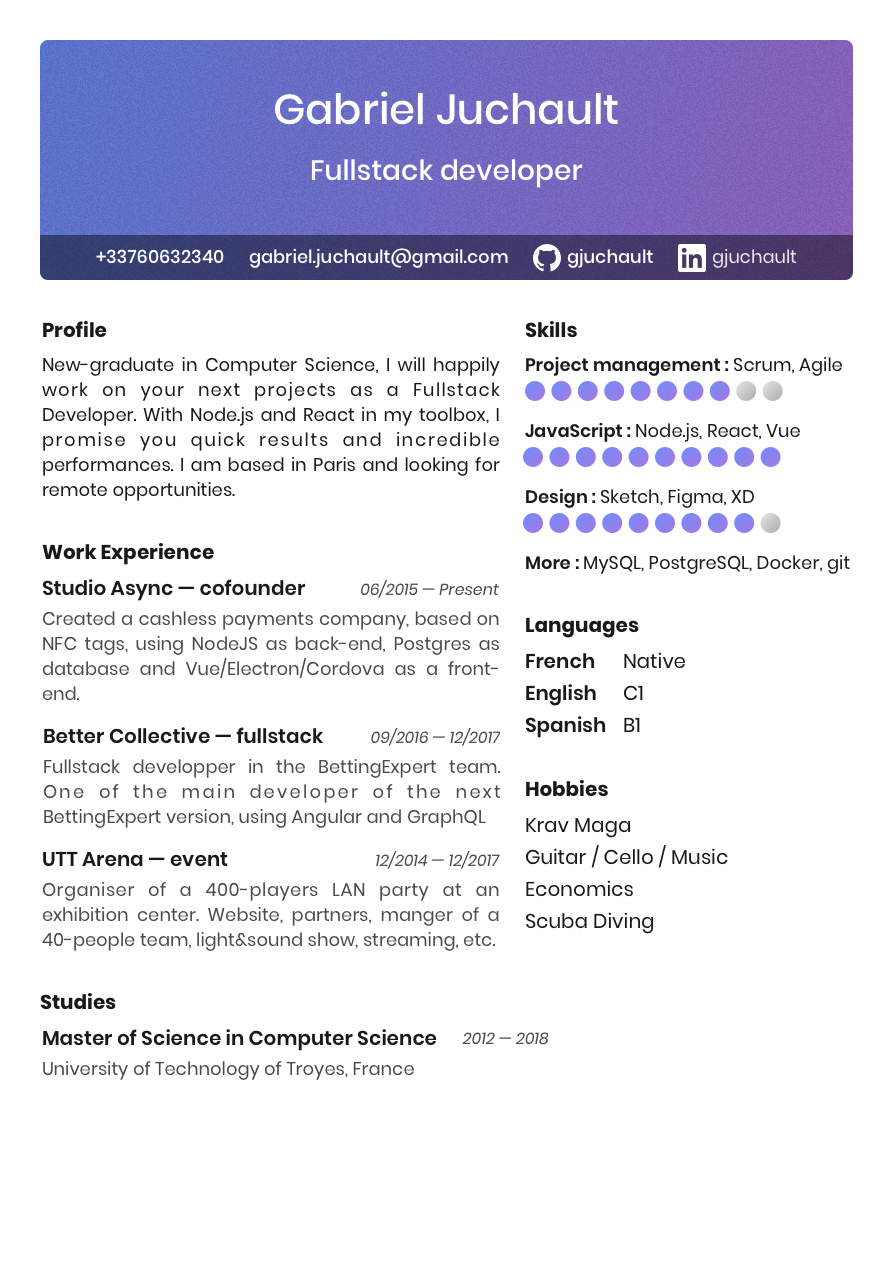 Gabriel Juchault
Fullstack developer
+33760632340 gabriel.juchault@gmail.com gjuchault in gjuchault
Profile
New-graduate in Computer Science, I will happily
work on your next projects as a Fullstack
Developer. With Node.js and React in my toolbox, I
promise you quick results and incredible
performances. I am based in Paris and looking for
remote opportunities.
Work Experience
Studio Async — cofounder 06/2015 — Present
Created a cashless payments company, based on
NFC tags, using NodeJS as back-end, Postgres as
database and Vue/Electron/Cordova as a front-
end.
Better Collective — fullstack 09/2016 — 12/2017
Fullstack developper in the BettingExpert team.
One of the main developer of the next
BettingExpert version, using Angular and GraphQL
UTT Arena — event 12/2014 — 12/2017
Organiser of a 400-players LAN party at an
exhibition center. Website, partners, manger of a
40-people team, light&sound show, streaming, etc.
Studies
Master of Science in Computer Science 2012 — 2018
University of Technology of Troyes, France
Skills
Project management : Scrum, Agile
JavaScript : Node.js, React, Vue
Design : Sketch, Figma, XD
More : MySQL, PostgreSQL, Docker, git
Languages
French Native
English C1
Spanish B1
Hobbies
Krav Maga
Guitar / Cello / Music
Economics
Scuba Diving